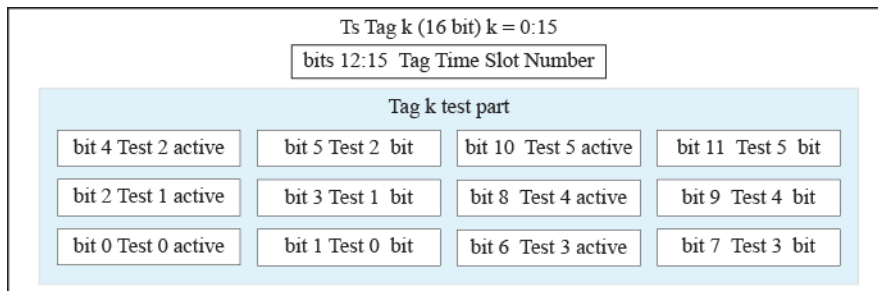 Ts Tag k (16 bit) k = 0:15
bits 12:15 Tag Time Slot Number
Tag k test part
bit 4 Test 2 active
bit 5 Test 2 bit
bit 10 Test 5 active
bit 11 Test 5 bit
bit 2 Test 1 active
bit 3 Test 1 bit
bit 8 Test 4 active
bit 9 Test 4 bit
bit 0 Test 0 active
bit 1 Test 0 bit
bit 6 Test 3 active
bit 7 Test 3 bit